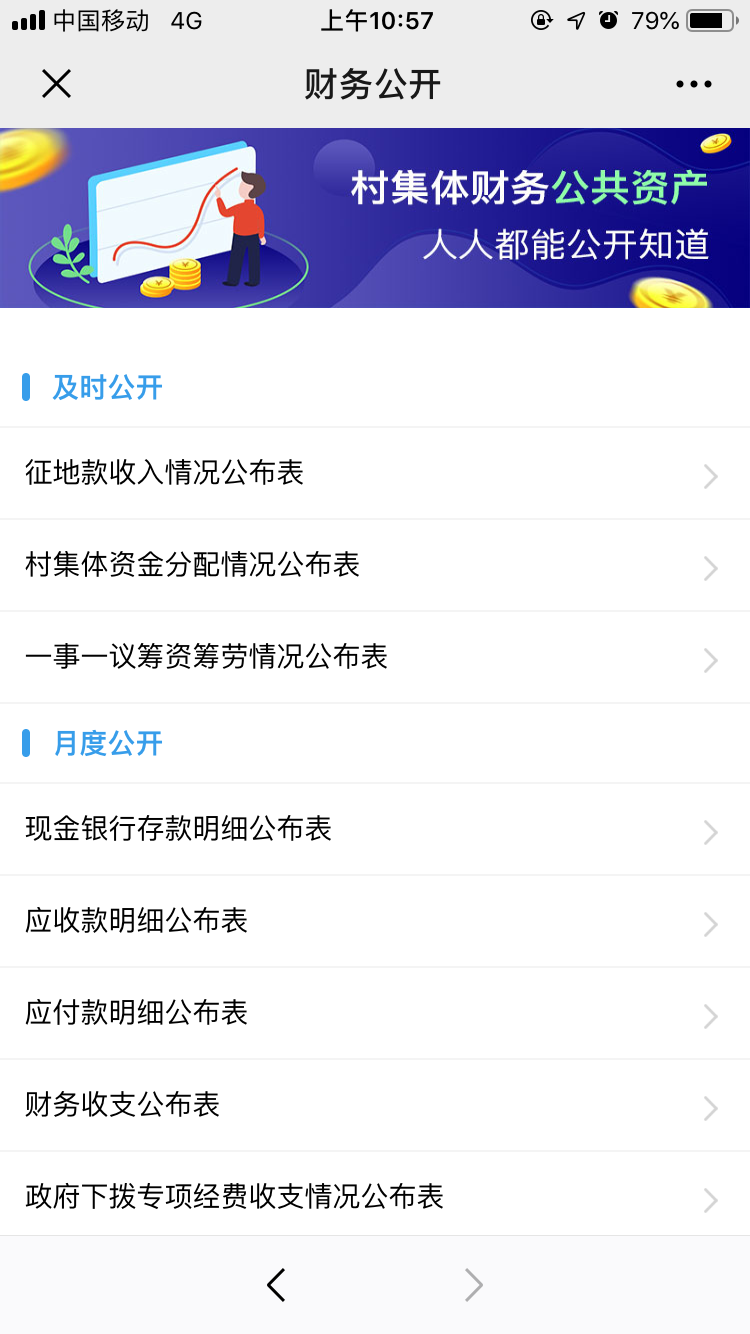 中国移动 4G 上午10:57 79%
财务公开
村集体财务公共资产
人人都能公开知道
及时公开
征地款收入情况公布表
村集体资金分配情况公布表
一事一议筹资筹劳情况公布表
月度公开
现金银行存款明细公布表
应收款明细公布表
应付款明细公布表
财务收支公布表
政府下拨专项经费收支情况公布表